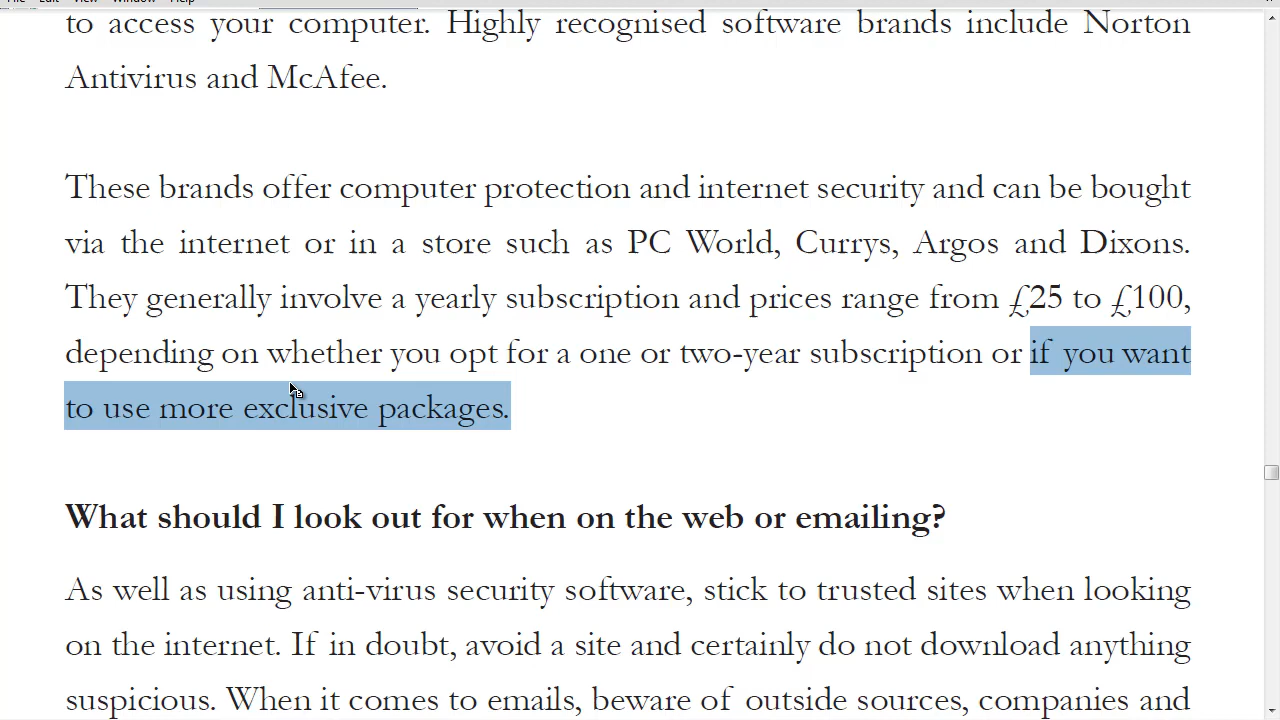 File Edit View Window Help
to access your computer. Highly recognised software brands include Norton
Antivirus and McAfee.
These brands offer computer protection and internet security and can be bought
via the internet or in a store such as PC World, Currys, Argos and Dixons.
They generally involve a yearly subscription and prices range from £25 to £100,
depending on whether you opt for a one or two-year subscription or if you want
to use more exclusive packages.
What should I look out for when on the web or emailing?
As well as using anti-virus security software, stick to trusted sites when looking
on the internet. If in doubt, avoid a site and certainly do not download anything
suspicious. When it comes to emails, beware of outside sources, companies and